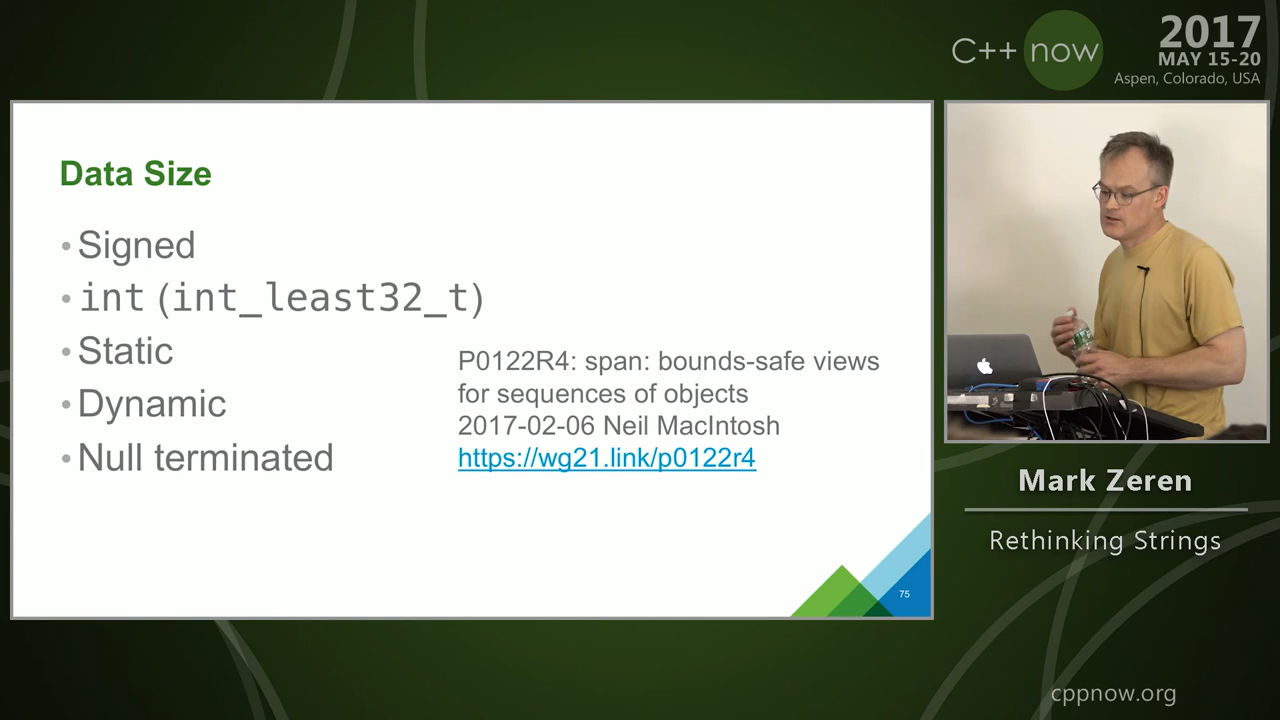 C++ now
2017
MAY 15-20
Aspen, Colorado, USA
Data Size
• Signed
• int (int_least32_t)
• Static
• Dynamic
• Null terminated
P0122R4: span: bounds-safe views
for sequences of objects
2017-02-06 Neil MacIntosh
https://wg21.link/p0122r4
75
Mark Zeren
Rethinking Strings
cppnow.org